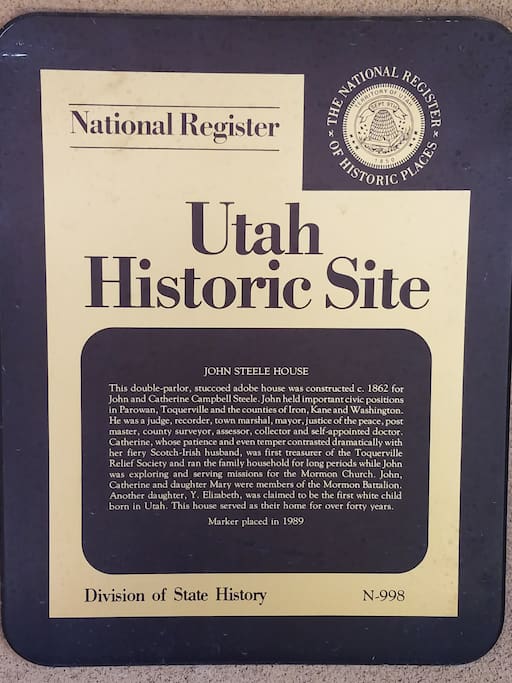 National Register
THE NATIONAL REGISTER
OF HISTORIC PLACES
TERRITORY OF UTAH
SEPT. 9TH
1850
Utah
Historic Site
JOHN STEELE HOUSE
This double-parlor, stuccoed adobe house was constructed c. 1862 for
John and Catherine Campbell Steele. John held important civic positions
in Parowan, Toquerville and the counties of Iron, Kane and Washington.
He was a judge, recorder, town marshal, mayor, justice of the peace, post
master, county surveyor, assessor, collector and self-appointed doctor.
Catherine, whose patience and even temper contrasted dramatically with
her fiery Scotch-Irish husband, was first treasurer of the Toquerville
Relief Society and ran the family household for long periods while John
was exploring and serving missions for the Mormon Church. John,
Catherine and daughter Mary were members of the Mormon Battalion.
Another daughter, Y. Elizabeth, was claimed to be the first white child
born in Utah. This house served as their home for over forty years.
Marker placed in 1989
Division of State History N-998